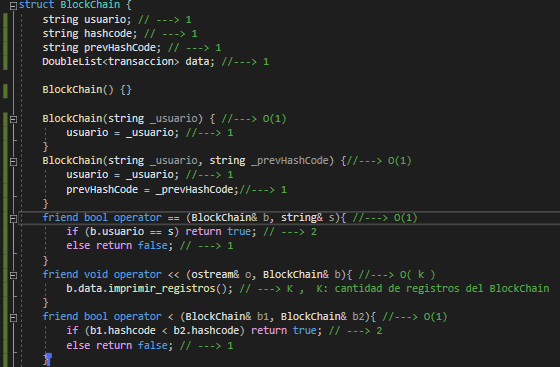 struct BlockChain {
string usuario; // ---> 1
string hashcode; // ---> 1
string prevHashCode; // ---> 1
DoubleList<transaccion> data; //---> 1
BlockChain() {}
BlockChain(string _usuario) { //---> O(1)
usuario = _usuario; //---> 1
}
BlockChain(string _usuario, string _prevHashCode) {//---> O(1)
usuario = _usuario; //---> 1
prevHashCode = _prevHashCode;//---> 1
}
friend bool operator == (BlockChain& b, string& s){ //---> O(1)
if (b.usuario == s) return true; // ---> 2
else return false; // ---> 1
}
friend void operator << (ostream& o, BlockChain& b){ //---> O( k )
b.data.imprimir_registros(); // ---> K , K: cantidad de registros del BlockChain
}
friend bool operator < (BlockChain& b1, BlockChain& b2){ //---> O(1)
if (b1.hashcode < b2.hashcode) return true; // ---> 2
else return false; // ---> 1
}